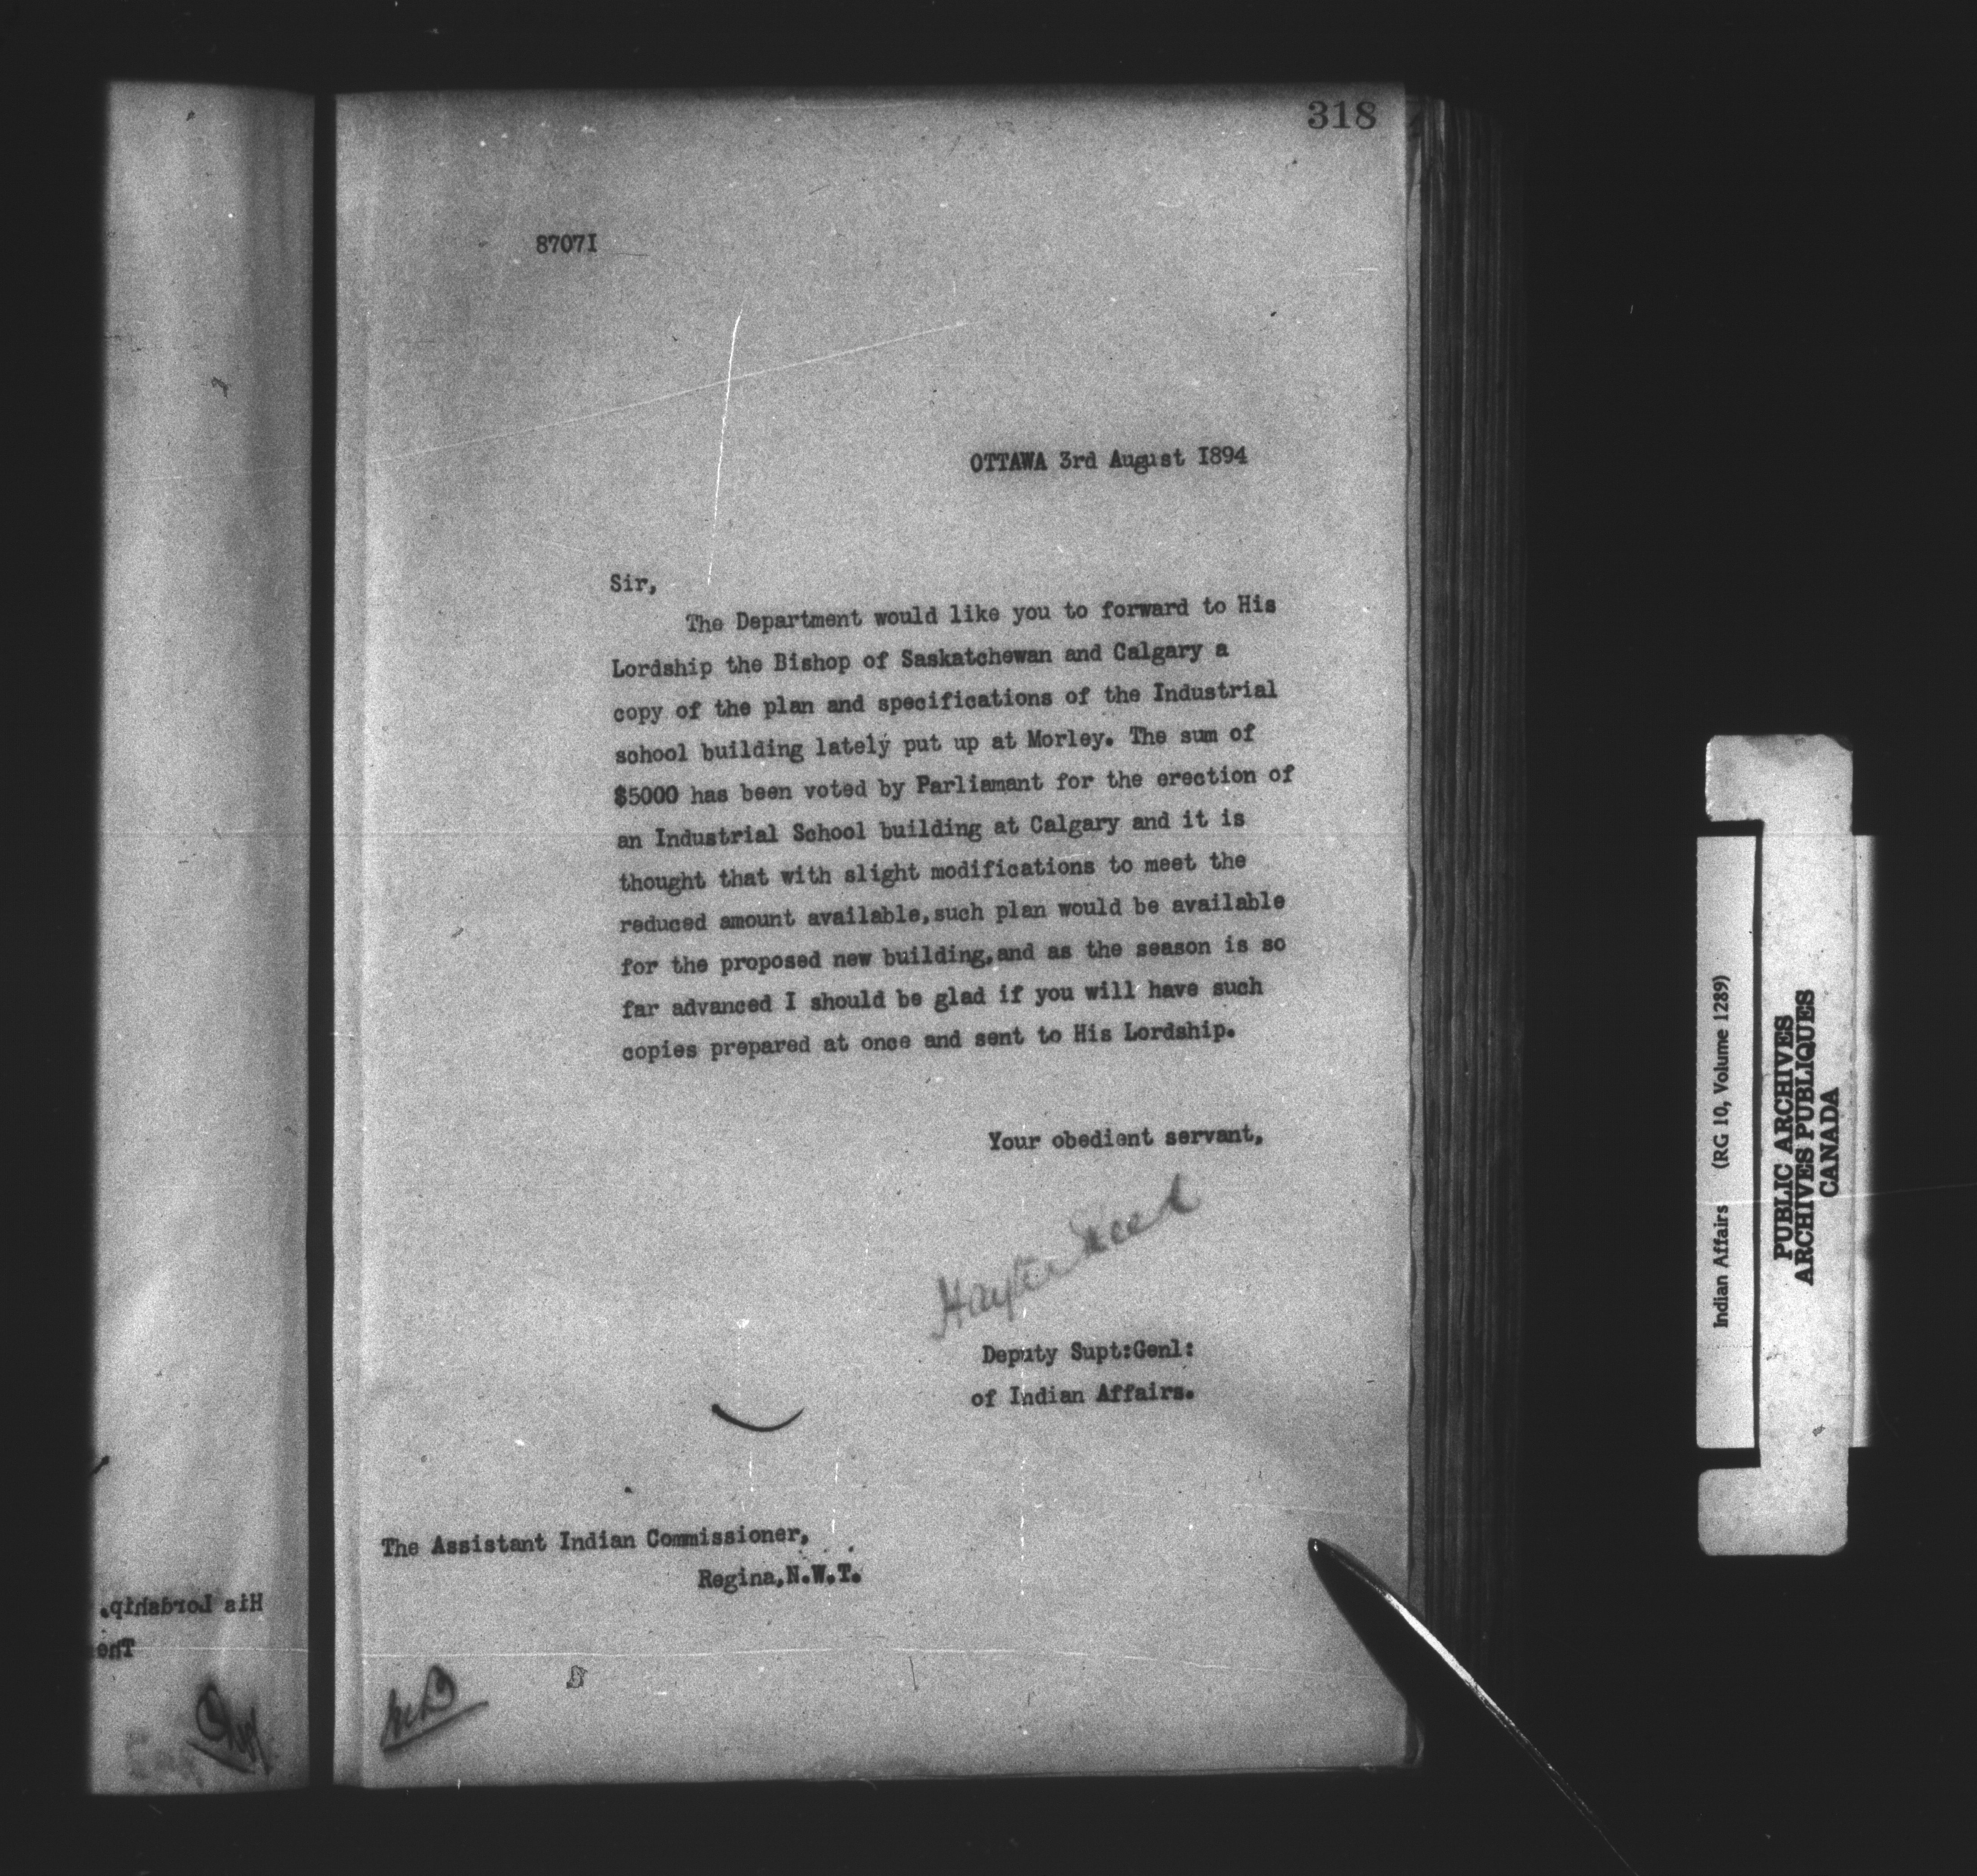 318
8707I
OTTAWA 3rd August I894
Sir,
The Department would like you to forward to His
Lordship the Bishop of Saskatchewan and Calgary a
copy of the plan and specifications of the Industrial
school building lately put up at Morley. The sum of
$5000 has been voted by Parliamant for the erection of
an Industrial School building at Calgary and it is
thought that with slight modifications to meet the
reduced amount available,such plan would be available
for the proposed new building,and as the season is so
far advanced I should be glad if you will have such
copies prepared at once and sent to His Lordship.
Your obedient servant,
Hayter Reed
Deputy Supt:Genl:
of Indian Affairs.
The Assistant Indian Commissioner,
Regina,N.W.T.
His Lordship.
The
Indian Affairs (RG 10, Volume 1289)
PUBLIC ARCHIVES
ARCHIVES PUBLIQUES
CANADA